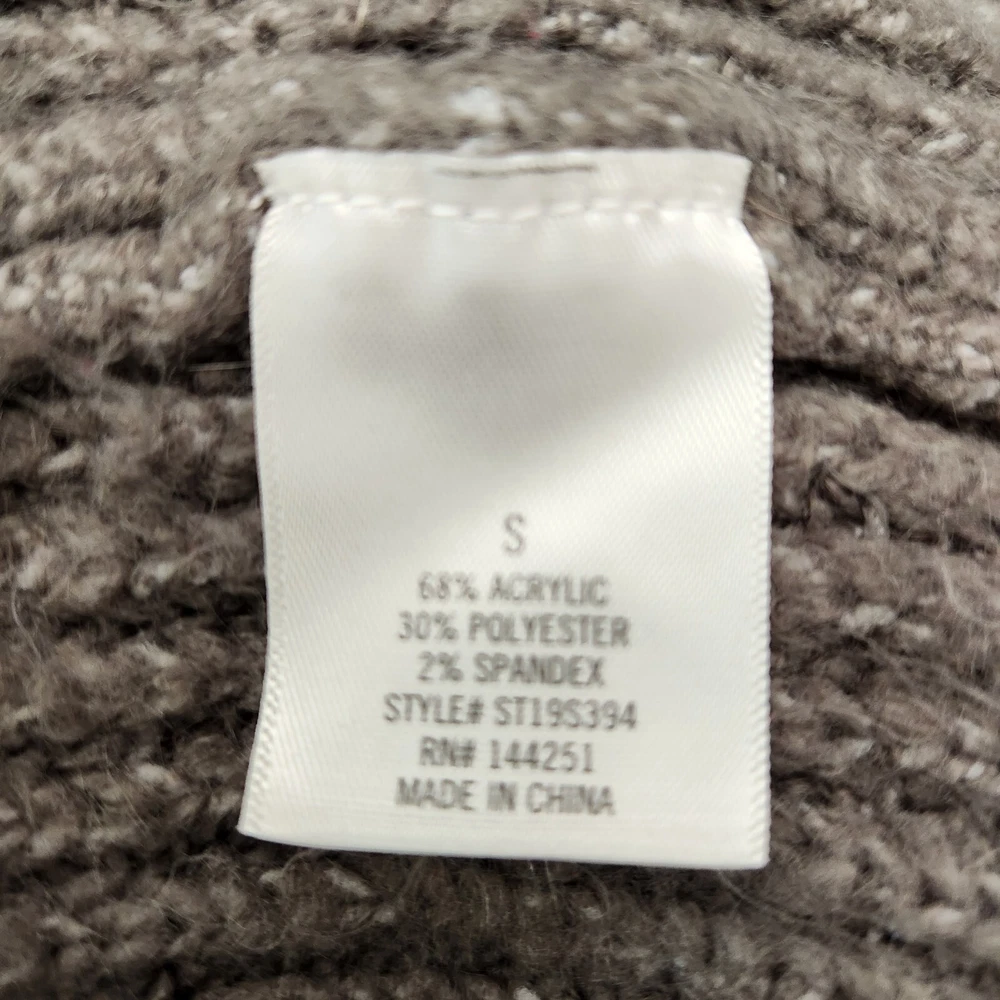 S
68% ACRYLIC
30% POLYESTER
2% SPANDEX
STYLE# ST19S394
RN# 144251
MADE IN CHINA